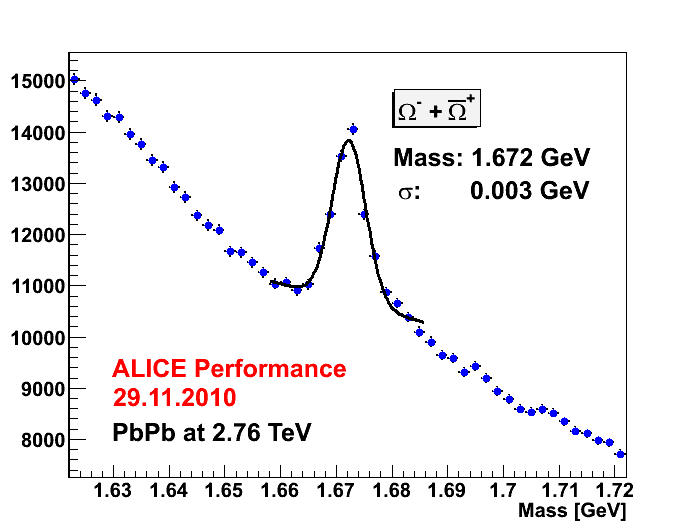 15000
14000
13000
12000
11000
10000
9000
8000
Ω⁻ + Ω̅⁺
Mass: 1.672 GeV
σ: 0.003 GeV
ALICE Performance
29.11.2010
PbPb at 2.76 TeV
1.63 1.64 1.65 1.66 1.67 1.68 1.69 1.7 1.71 1.72
Mass [GeV]